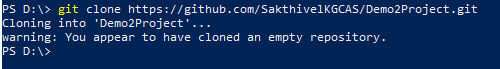 PS D:\> git clone https://github.com/SakthivelKGCAS/Demo2Project.git
Cloning into 'Demo2Project'...
warning: You appear to have cloned an empty repository.
PS D:\>